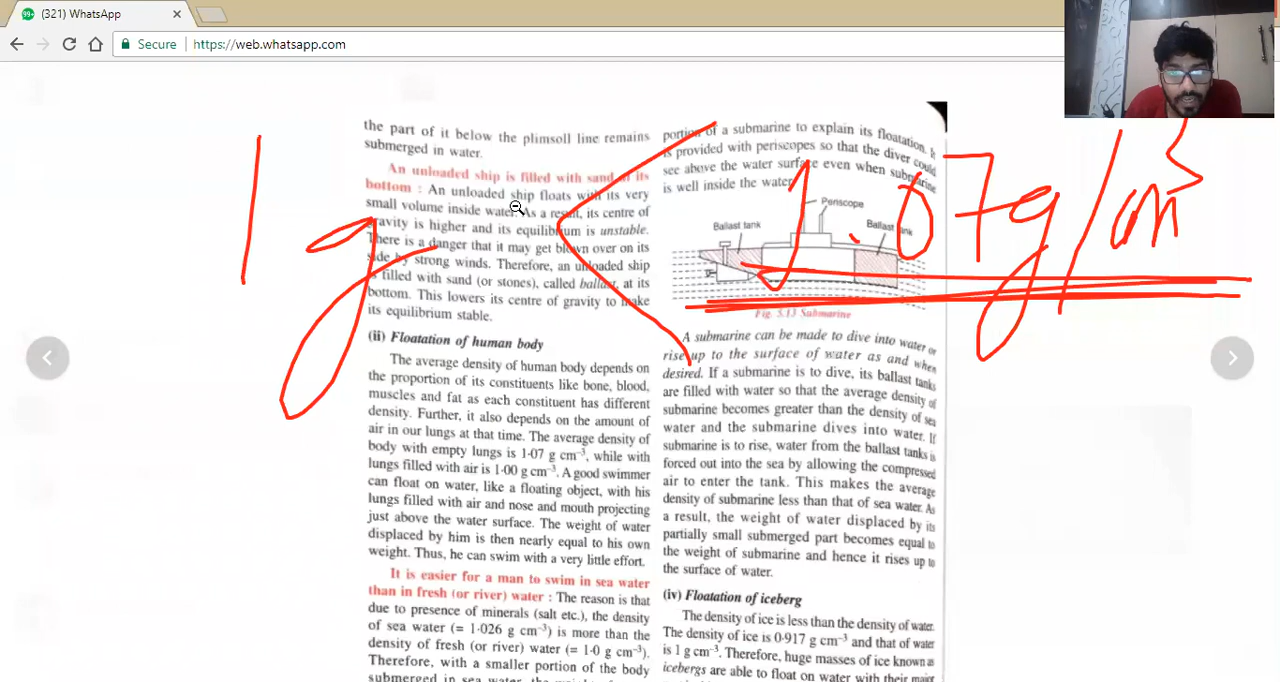 (321) WhatsApp
Secure
https://web.whatsapp.com
the part of it below the plimsoll line remains
submerged in water.
An unloaded ship is filled with sand in its
bottom : An unloaded ship floats with its very
small volume inside water. As a result, its centre of
gravity is higher and its equilibrium is unstable.
There is a danger that it may get blown over on its
side by strong winds. Therefore, an unloaded ship
is filled with sand (or stones), called ballast, at its
bottom. This lowers its centre of gravity to make
its equilibrium stable.
(ii) Floatation of human body
The average density of human body depends on
the proportion of its constituents like bone, blood,
muscles and fat as each constituent has different
density. Further, it also depends on the amount of
air in our lungs at that time. The average density of
body with empty lungs is 1·07 g cm⁻³, while with
lungs filled with air is 1·00 g cm⁻³. A good swimmer
can float on water, like a floating object, with his
lungs filled with air and nose and mouth projecting
just above the water surface. The weight of water
displaced by him is then nearly equal to his own
weight. Thus, he can swim with a very little effort.
It is easier for a man to swim in sea water
than in fresh (or river) water : The reason is that
due to presence of minerals (salt etc.), the density
of sea water (= 1·026 g cm⁻³) is more than the
density of fresh (or river) water (= 1·0 g cm⁻³).
Therefore, with a smaller portion of the body
submerged in sea water, the weight of
portion of a submarine to explain its floatation. It
is provided with periscopes so that the diver could
see above the water surface even when submarine
is well inside the water.
Periscope
Ballast tank
Ballast tank
Fig. 5.13 Submarine
A submarine can be made to dive into water or
rise up to the surface of water as and when
desired. If a submarine is to dive, its ballast tanks
are filled with water so that the average density of
submarine becomes greater than the density of sea
water and the submarine dives into water. If
submarine is to rise, water from the ballast tanks is
forced out into the sea by allowing the compressed
air to enter the tank. This makes the average
density of submarine less than that of sea water. As
a result, the weight of water displaced by its
partially small submerged part becomes equal to
the weight of submarine and hence it rises up to
the surface of water.
(iv) Floatation of iceberg
The density of ice is less than the density of water.
The density of ice is 0·917 g cm⁻³ and that of water
is 1 g cm⁻³. Therefore, huge masses of ice known as
icebergs are able to float on water with their major
1 g < 1.07 g/cm³